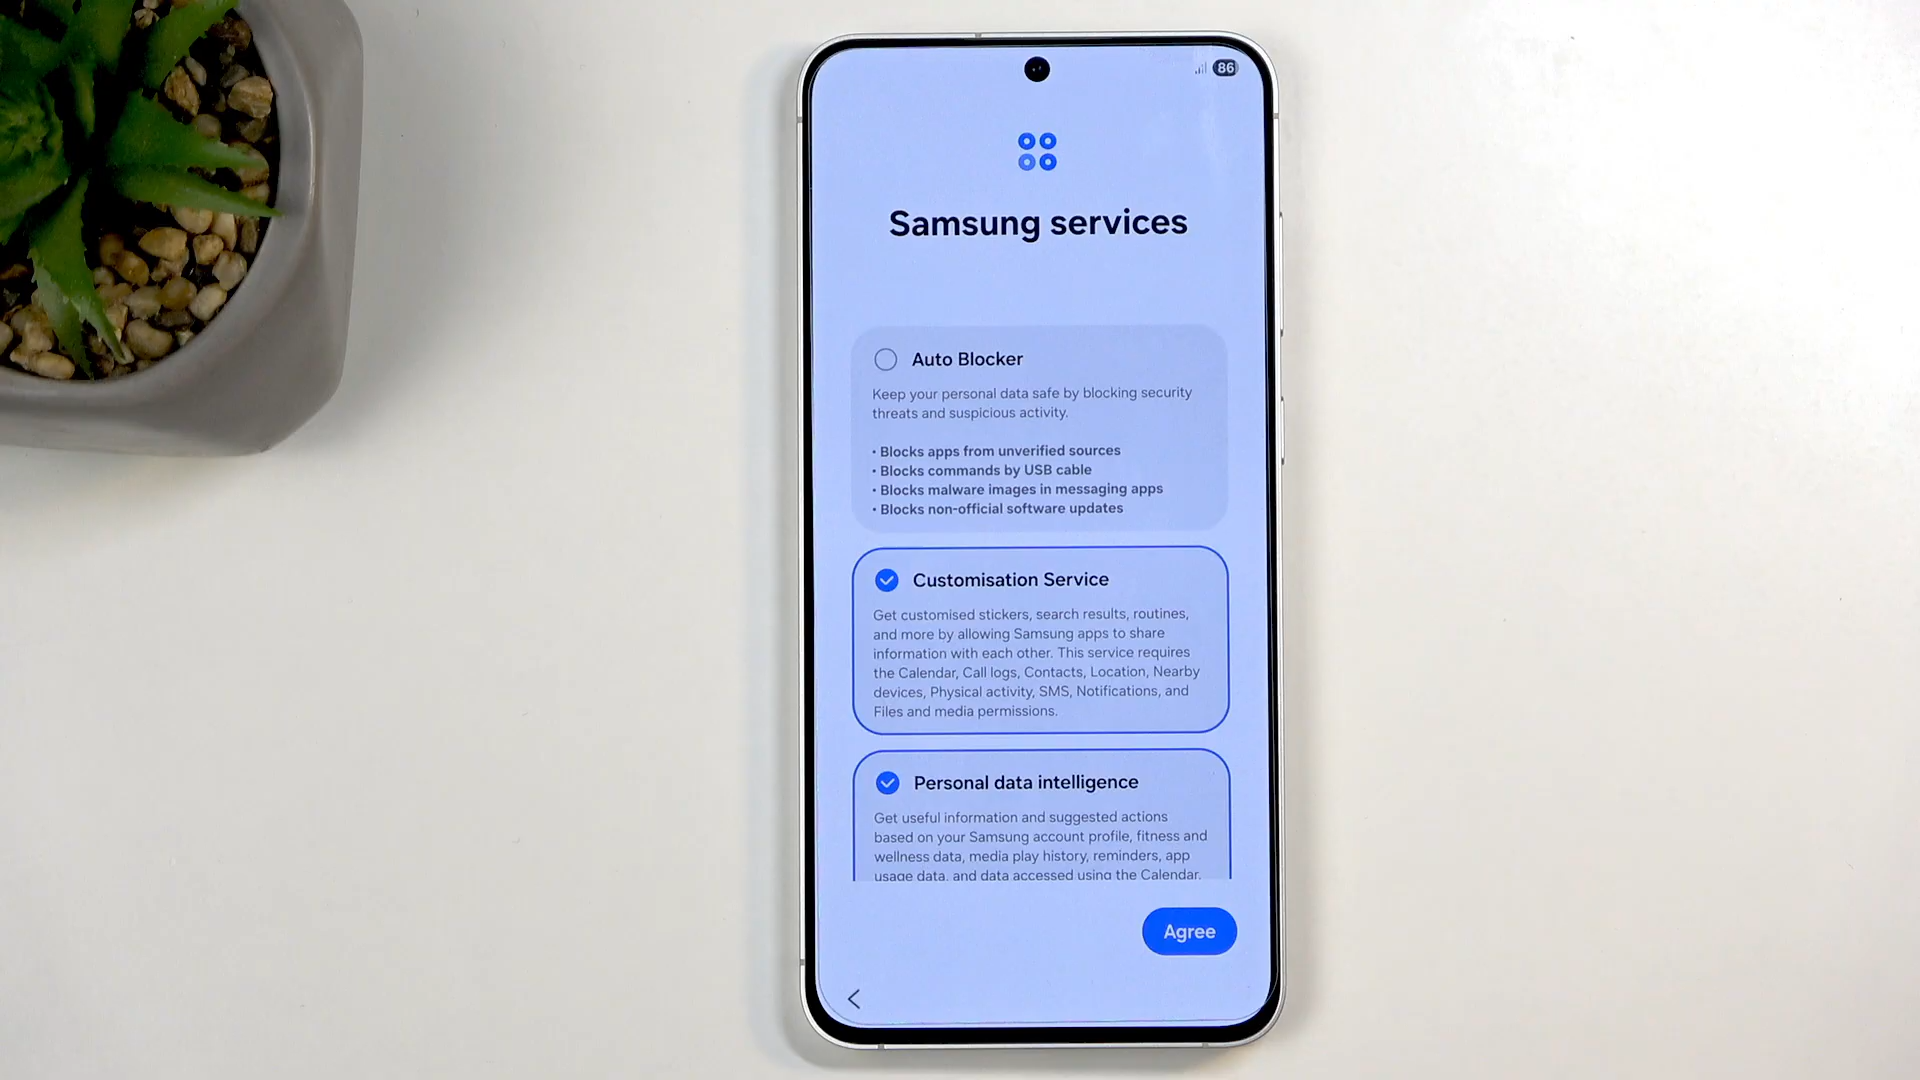 86
Samsung services
Auto Blocker
Keep your personal data safe by blocking security
threats and suspicious activity.
• Blocks apps from unverified sources
• Blocks commands by USB cable
• Blocks malware images in messaging apps
• Blocks non-official software updates
Customisation Service
Get customised stickers, search results, routines,
and more by allowing Samsung apps to share
information with each other. This service requires
the Calendar, Call logs, Contacts, Location, Nearby
devices, Physical activity, SMS, Notifications, and
Files and media permissions.
Personal data intelligence
Get useful information and suggested actions
based on your Samsung account profile, fitness and
wellness data, media play history, reminders, app
usage data, and data accessed using the Calendar,
Agree